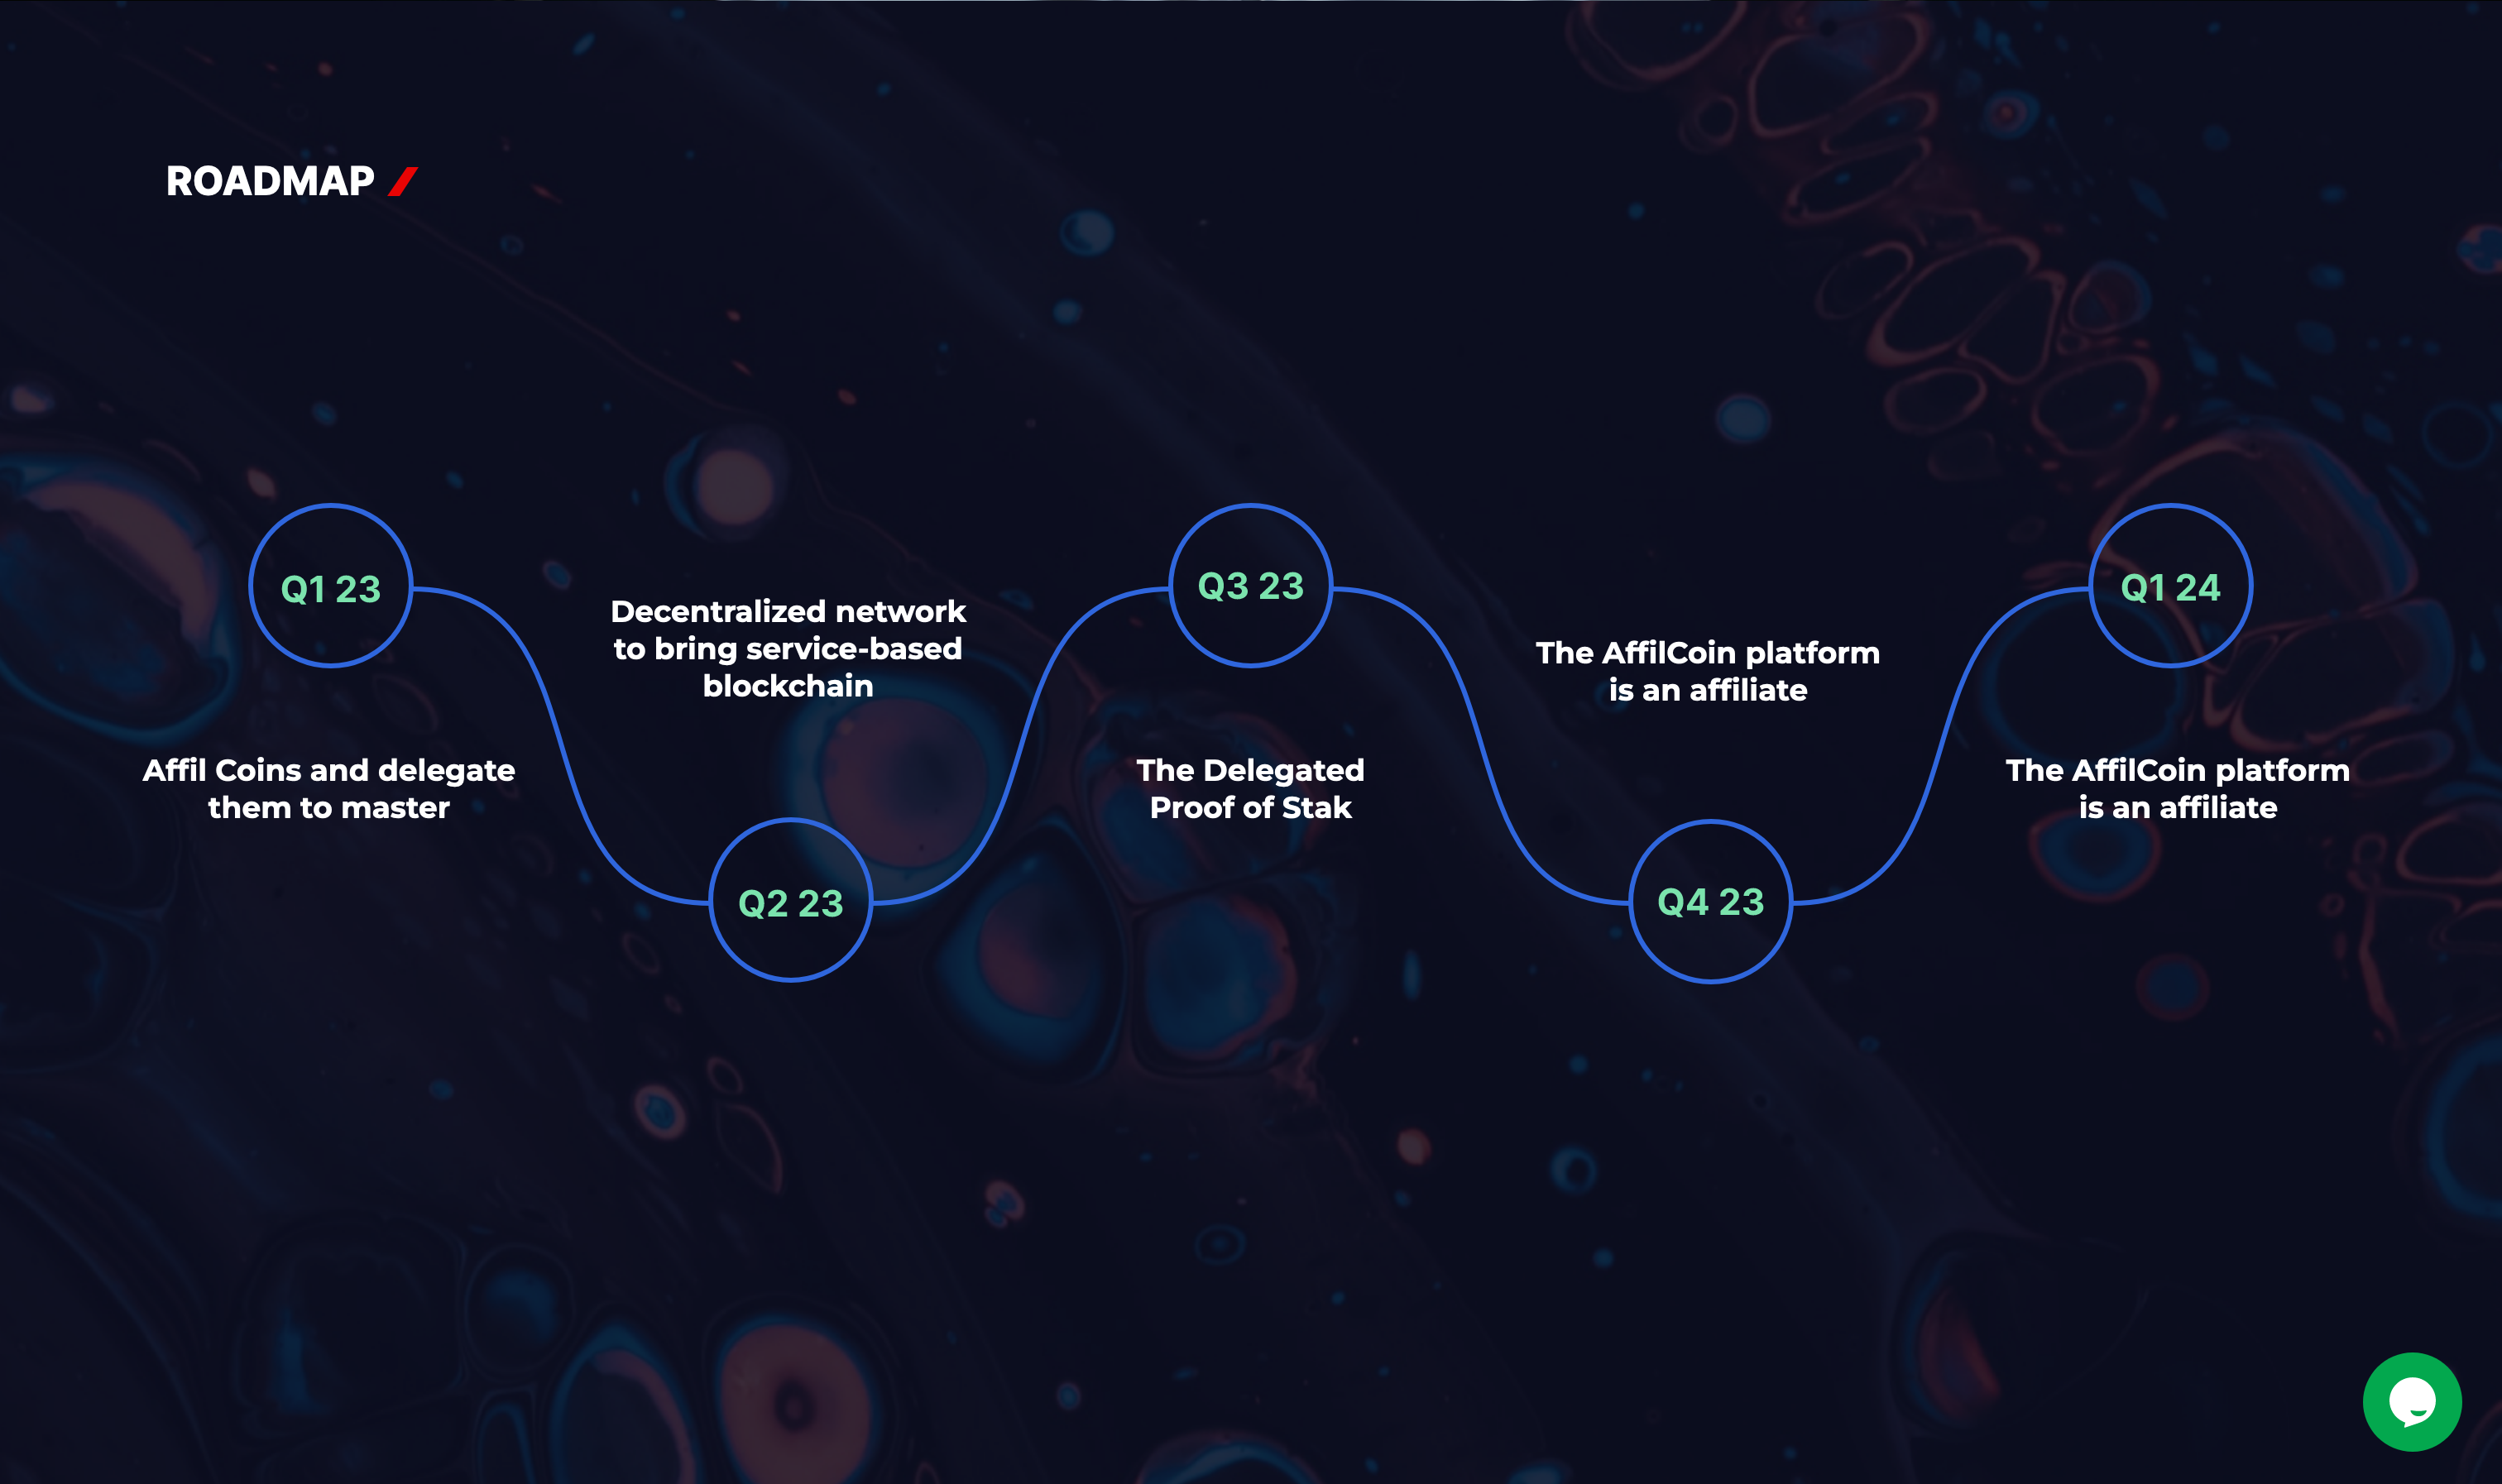 ROADMAP
Q1 23
Affil Coins and delegate
them to master
Decentralized network
to bring service-based
blockchain
Q2 23
Q3 23
The Delegated
Proof of Stak
The AffilCoin platform
is an affiliate
Q4 23
Q1 24
The AffilCoin platform
is an affiliate